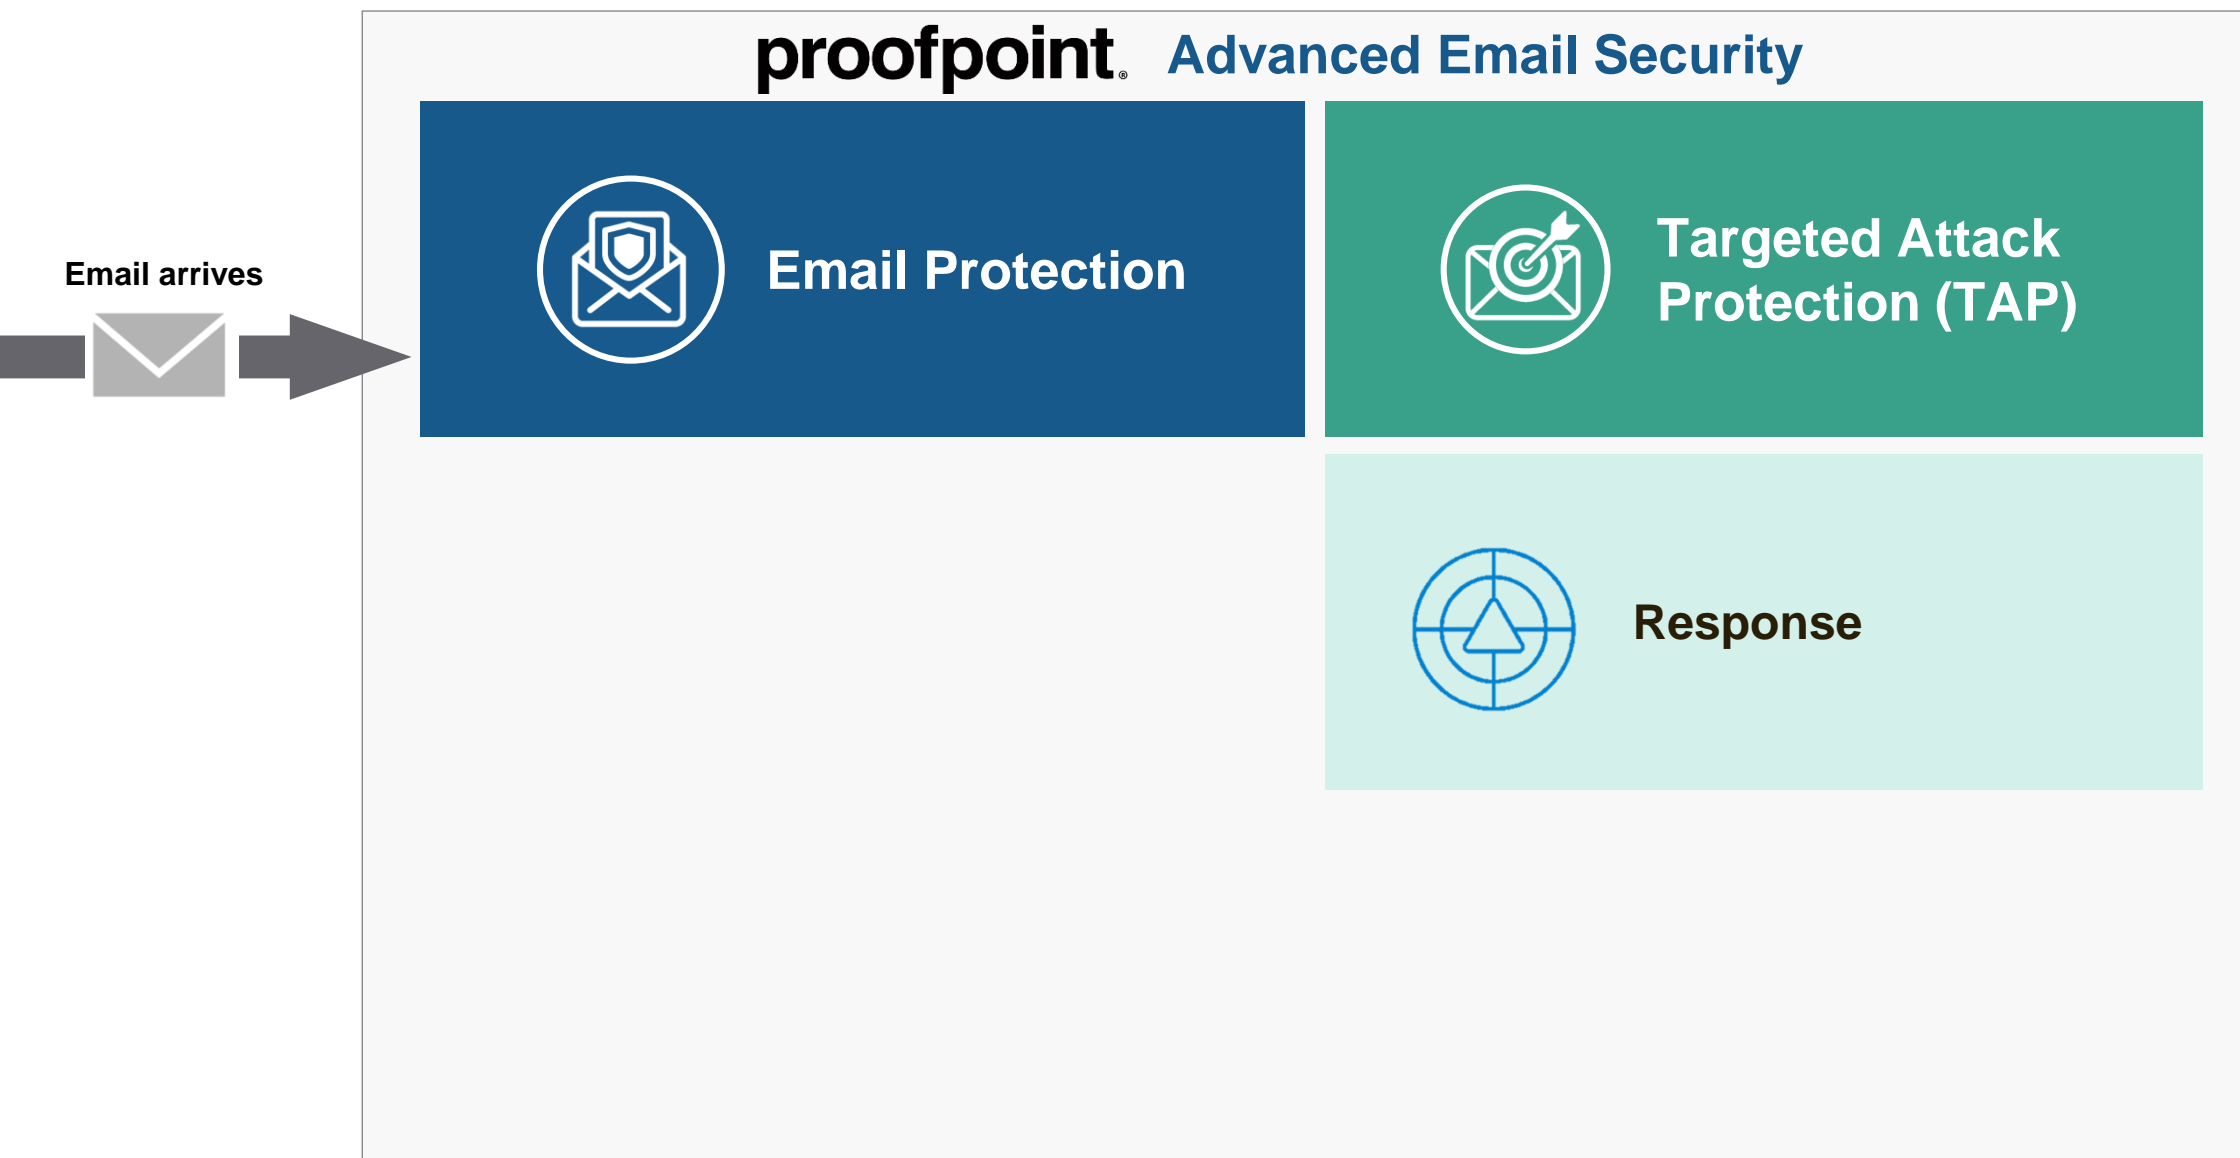 proofpoint® Advanced Email Security
Email arrives
Email Protection
Targeted Attack
Protection (TAP)
Response